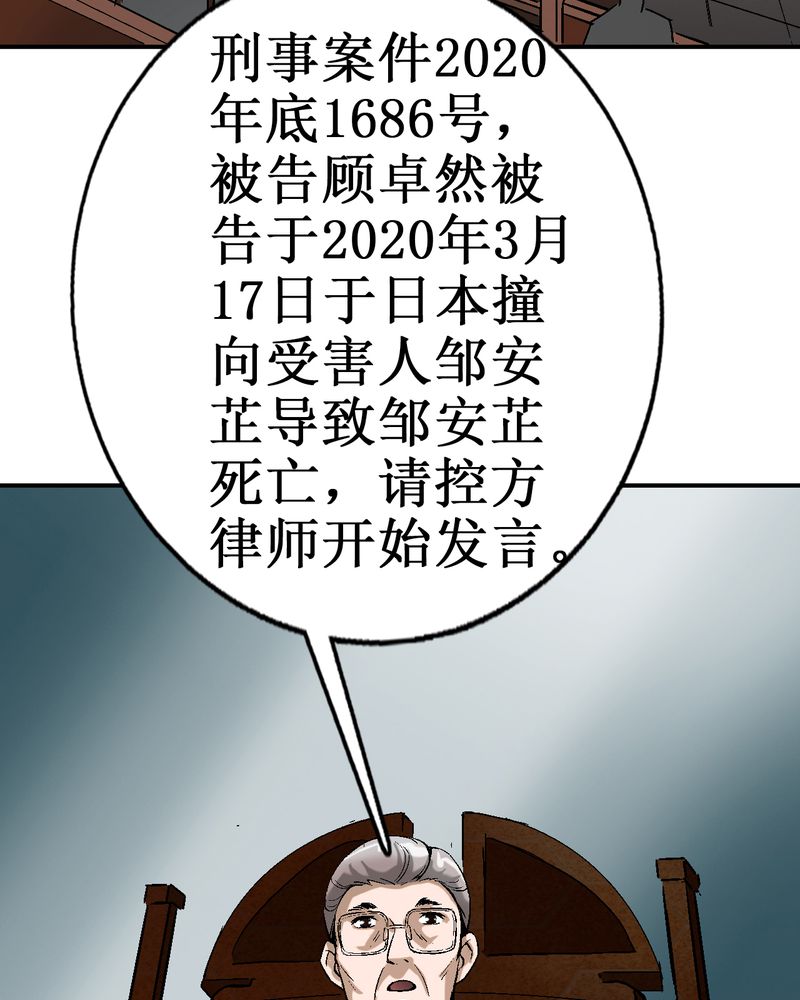 刑事案件2020
年底1686号，
被告顾卓然被
告于2020年3月
17日于日本撞
向受害人邹安
芷导致邹安芷
死亡，请控方
律师开始发言。